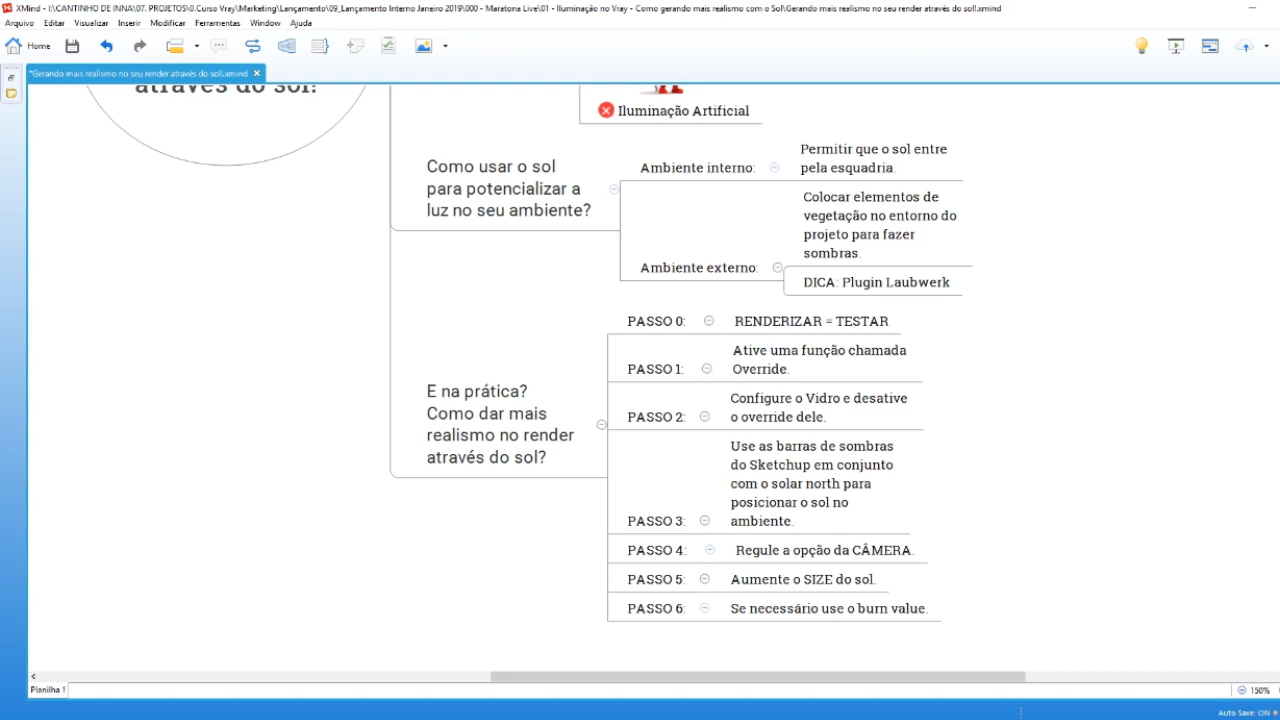 XMind - I:\CANTINHO DE INNA\07. PROJETOS\0.Curso Vray\Marketing\Lançamento\09_Lançamento Interno Janeiro 2019\000 - Maratona Live\01 - Iluminação no Vray - Como gerando mais realismo com o Sol\Gerando mais realismo no seu render através do sol!.xmind
Arquivo Editar Visualizar Inserir Modificar Ferramentas Window Ajuda
Home
*Gerando mais realismo no seu render através do sol!.xmind
através do sol!
Iluminação Artificial
Como usar o sol
para potencializar a
luz no seu ambiente?
Ambiente interno:
Permitir que o sol entre
pela esquadria.
Colocar elementos de
vegetação no entorno do
projeto para fazer
sombras.
Ambiente externo:
DICA: Plugin Laubwerk
E na prática?
Como dar mais
realismo no render
através do sol?
PASSO 0: RENDERIZAR = TESTAR
Ative uma função chamada
PASSO 1: Override.
Configure o Vidro e desative
PASSO 2: o override dele.
Use as barras de sombras
do Sketchup em conjunto
com o solar north para
posicionar o sol no
PASSO 3: ambiente.
PASSO 4: Regule a opção da CÂMERA.
PASSO 5: Aumente o SIZE do sol.
PASSO 6: Se necessário use o burn value.
Planilha 1
150%
Auto Save: ON